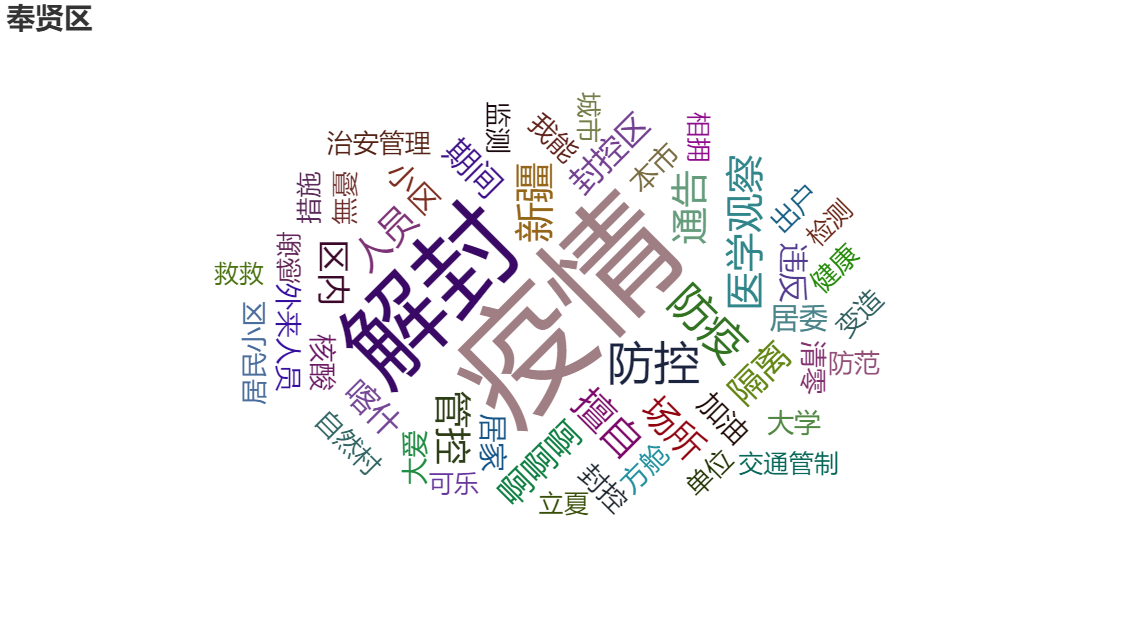 奉贤区
城市
监测
我能
封控区
相拥
治安管理
期间
本市
小区
新疆
通告
医学观察
措施
無憂
出户
检测
人员
解封
疫情
谢感
区内
违反
健康
救救
外来人员
防疫
居委
变造
居民小区
核酸
防控
隔离
清零
防范
喀什
擅自
场所
加油
大学
自然村
管控
居家
大爱
啊啊啊
方舱
单位
交通管制
可乐
封控
立夏